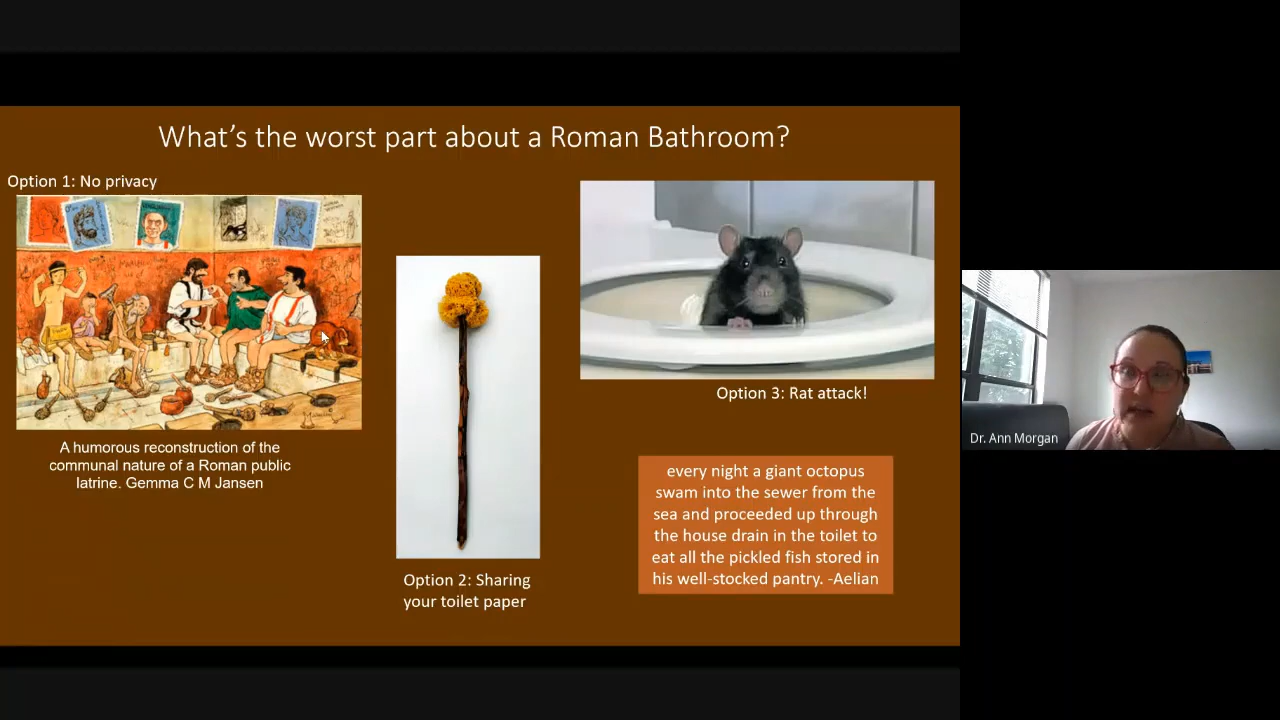 What's the worst part about a Roman Bathroom?
Option 1: No privacy
A humorous reconstruction of the
communal nature of a Roman public
latrine. Gemma C M Jansen
Option 2: Sharing
your toilet paper
Option 3: Rat attack!
every night a giant octopus
swam into the sewer from the
sea and proceeded up through
the house drain in the toilet to
eat all the pickled fish stored in
his well-stocked pantry. -Aelian
Dr. Ann Morgan